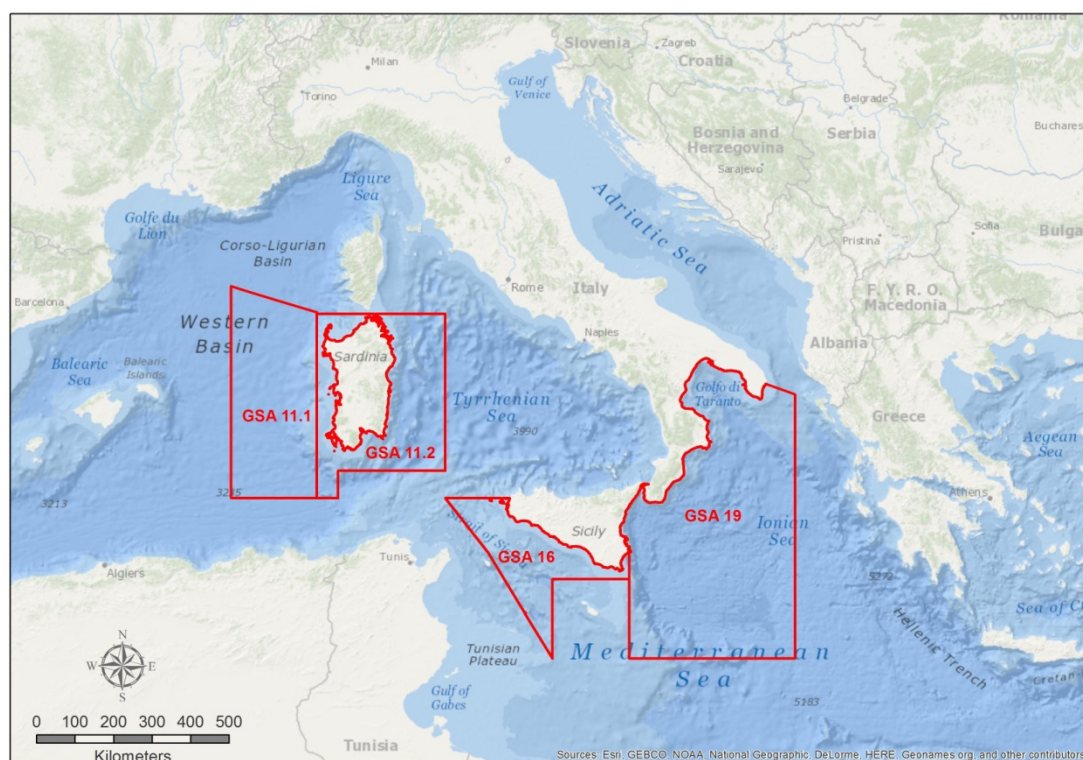 Romania
Slovenia
Zagreb
Croatia
Milan
Torino
Gulf of
Venice
Belgrade
Bosnia and
Herzegovina
Serbia
Buchares
Sarajevo
Ligure
Sea
Adriatic Sea
Golfe du
Lion
Corso-Ligurian
Basin
Pristina
Sofia
Bulga
Barcelona
Rome
Italy
F. Y. R. O.
Macedonia
Western
Basin
Naples
Albania
Sardinia
Balearic
Sea
Balearic
Islands
Tyrrhenian
Sea
3990
Golfo di
Taranto
Greece
Aegean
Sea
GSA 11.1
GSA 11.2
3213
GSA 19
Ionian
Sea
Athens
Sicily
GSA 16
Algiers
Tunis
5272
Hellenic Trench
Sea of C
Cretan
Tunisian
Plateau
Mediterranean
Sea
5183
Gulf of
Gabes
Tunisia
N
W E
S
0 100 200 300 400 500
Kilometers
Sources: Esri, GEBCO, NOAA, National Geographic, DeLorme, HERE, Geonames.org, and other contributors